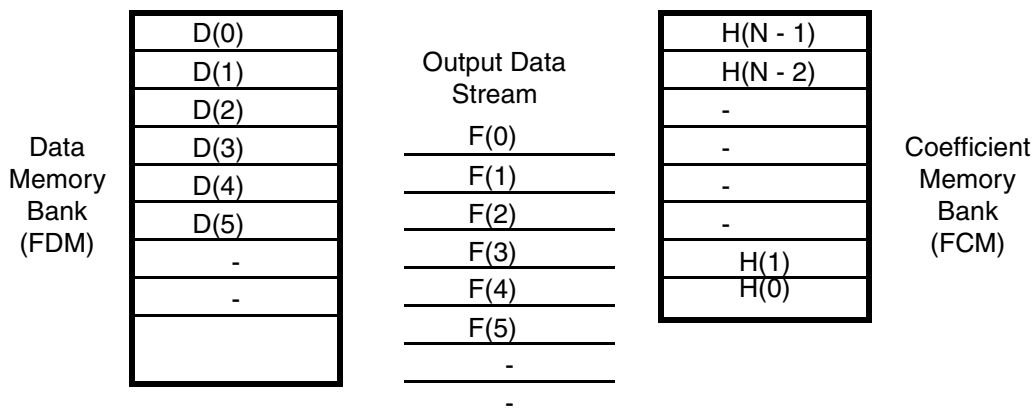 Data
Memory
Bank
(FDM)
D(0)
D(1)
D(2)
D(3)
D(4)
D(5)
-
-
Output Data
Stream
F(0)
F(1)
F(2)
F(3)
F(4)
F(5)
-
-
H(N - 1)
H(N - 2)
-
-
-
-
H(1)
H(0)
Coefficient
Memory
Bank
(FCM)